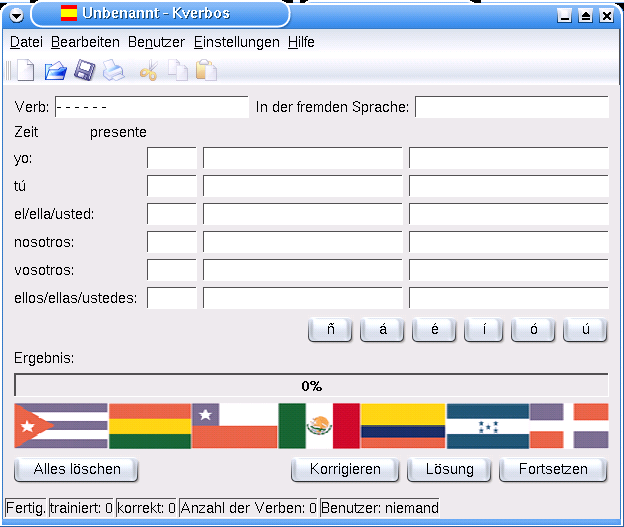 Unbenannt - Kverbos
Datei Bearbeiten Benutzer Einstellungen Hilfe
Verb: - - - - - - In der fremden Sprache:
Zeit presente
yo:
tú
el/ella/usted:
nosotros:
vosotros:
ellos/ellas/ustedes:
ñ á é í ó ú
Ergebnis:
0%
Alles löschen Korrigieren Lösung Fortsetzen
Fertig. trainiert: 0 korrekt: 0 Anzahl der Verben: 0 Benutzer: niemand